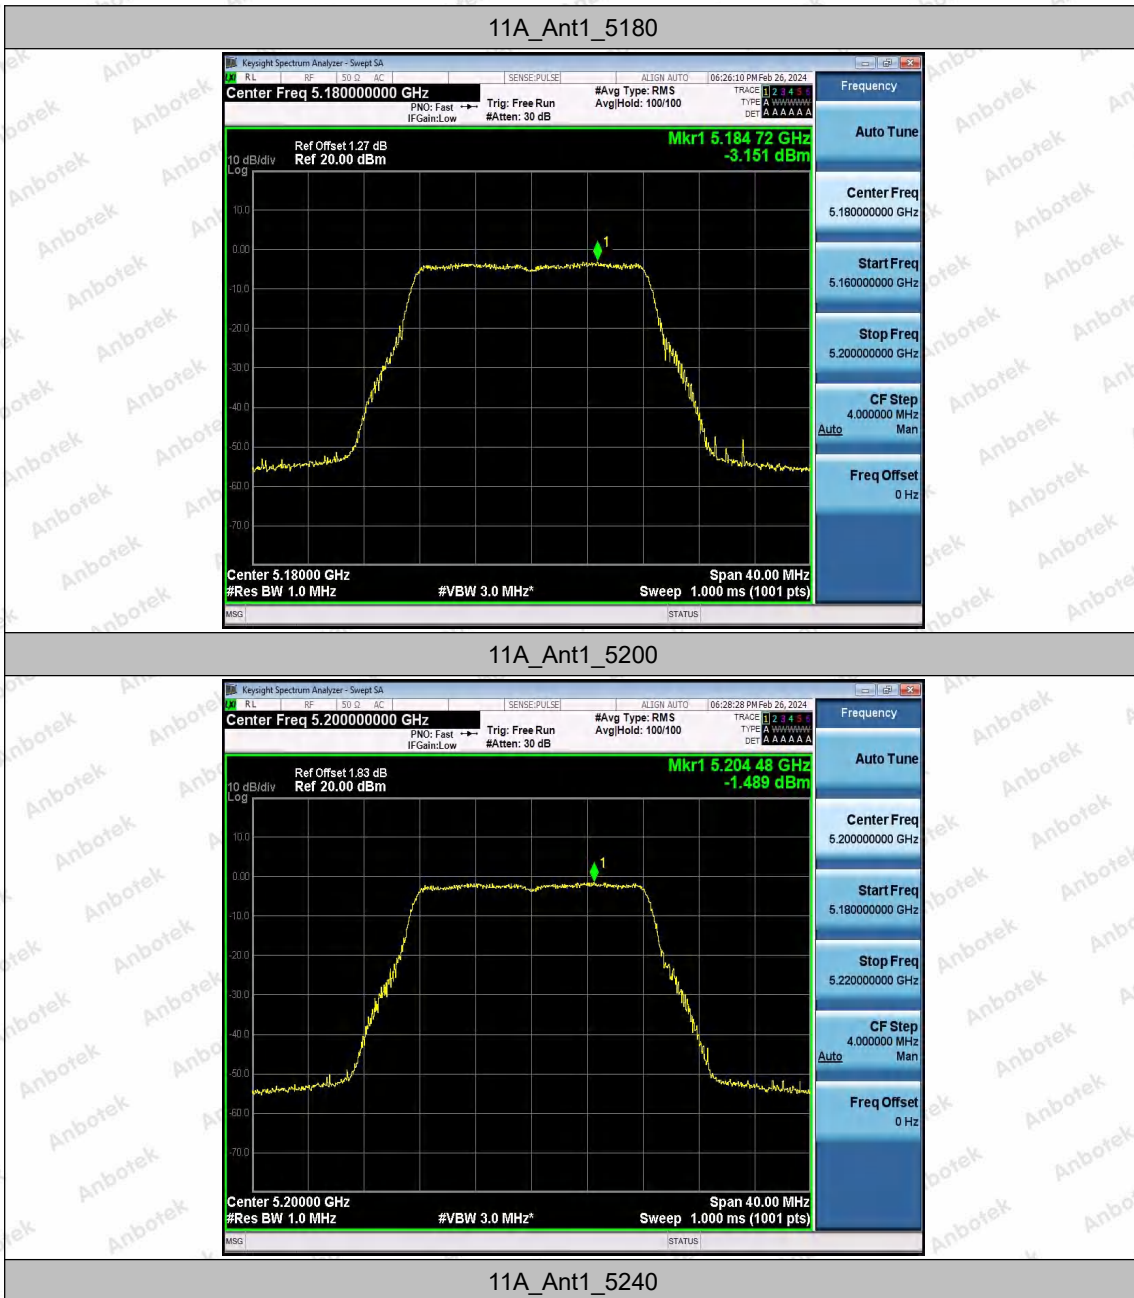 11A_Ant1_5180
Keysight Spectrum Analyzer - Swept SA
LXI RL RF 50 Ω AC SENSE:PULSE ALIGN AUTO 06:26:10 PM Feb 26, 2024
Center Freq 5.180000000 GHz
PNO: Fast
IFGain:Low
Trig: Free Run
#Atten: 30 dB
#Avg Type: RMS
Avg|Hold: 100/100
TRACE 1 2 3 4 5 6
TYPE A WWWWW
DET A A A A A A
Frequency
Auto Tune
Center Freq
5.180000000 GHz
Start Freq
5.160000000 GHz
Stop Freq
5.200000000 GHz
CF Step
4.000000 MHz
Auto Man
Freq Offset
0 Hz
Mkr1 5.184 72 GHz
-3.151 dBm
Ref Offset 1.27 dB
10 dB/div Ref 20.00 dBm
Log
1
10.0
0.00
-10.0
-20.0
-30.0
-40.0
-50.0
-60.0
-70.0
Center 5.18000 GHz Span 40.00 MHz
#Res BW 1.0 MHz #VBW 3.0 MHz* Sweep 1.000 ms (1001 pts)
MSG STATUS
11A_Ant1_5200
Keysight Spectrum Analyzer - Swept SA
LXI RL RF 50 Ω AC SENSE:PULSE ALIGN AUTO 06:28:28 PM Feb 26, 2024
Center Freq 5.200000000 GHz
PNO: Fast
IFGain:Low
Trig: Free Run
#Atten: 30 dB
#Avg Type: RMS
Avg|Hold: 100/100
TRACE 1 2 3 4 5 6
TYPE A WWWWW
DET A A A A A A
Frequency
Auto Tune
Center Freq
5.200000000 GHz
Start Freq
5.180000000 GHz
Stop Freq
5.220000000 GHz
CF Step
4.000000 MHz
Auto Man
Freq Offset
0 Hz
Mkr1 5.204 48 GHz
-1.489 dBm
Ref Offset 1.83 dB
10 dB/div Ref 20.00 dBm
Log
1
10.0
0.00
-10.0
-20.0
-30.0
-40.0
-50.0
-60.0
-70.0
Center 5.20000 GHz Span 40.00 MHz
#Res BW 1.0 MHz #VBW 3.0 MHz* Sweep 1.000 ms (1001 pts)
MSG STATUS
11A_Ant1_5240
Anbotek